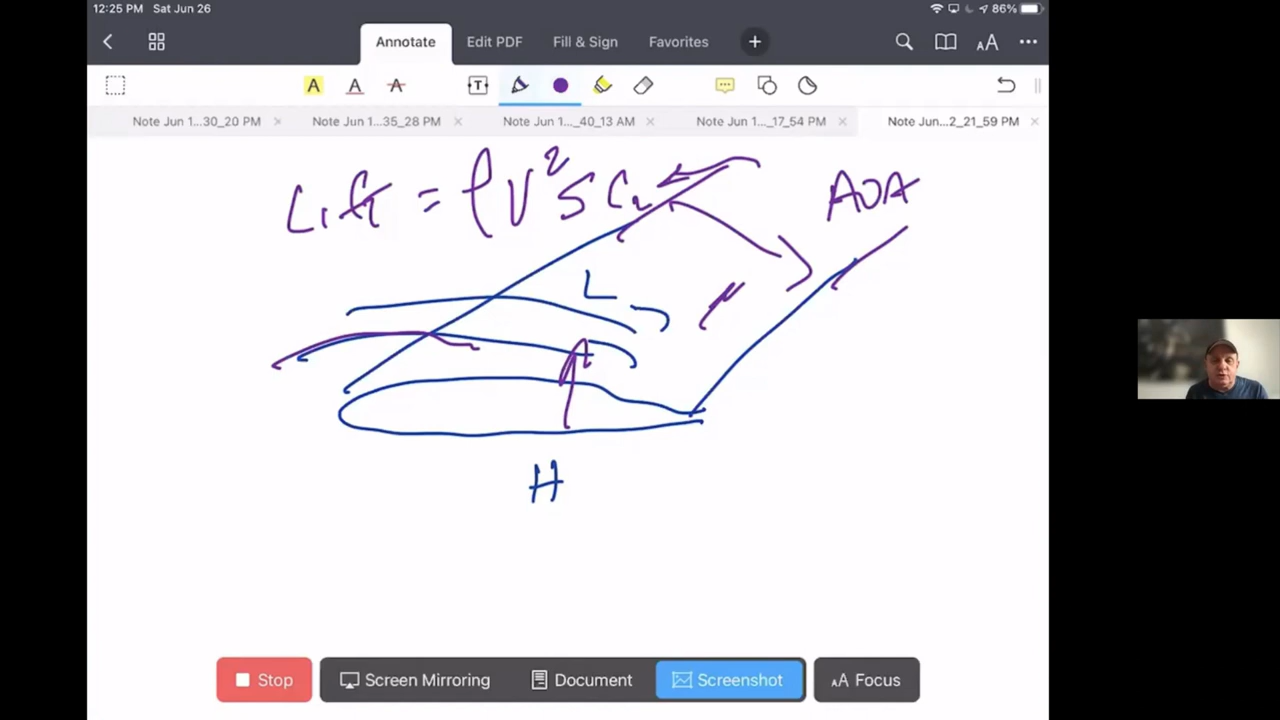 12:25 PM Sat Jun 26 86%
Annotate Edit PDF Fill & Sign Favorites
Note Jun 1...30_20 PM Note Jun 1...35_28 PM Note Jun 1..._40_13 AM Note Jun 1..._17_54 PM Note Jun...2_21_59 PM
Lift = ρV²SCL
AOA
L
H
Stop Screen Mirroring Document Screenshot AA Focus